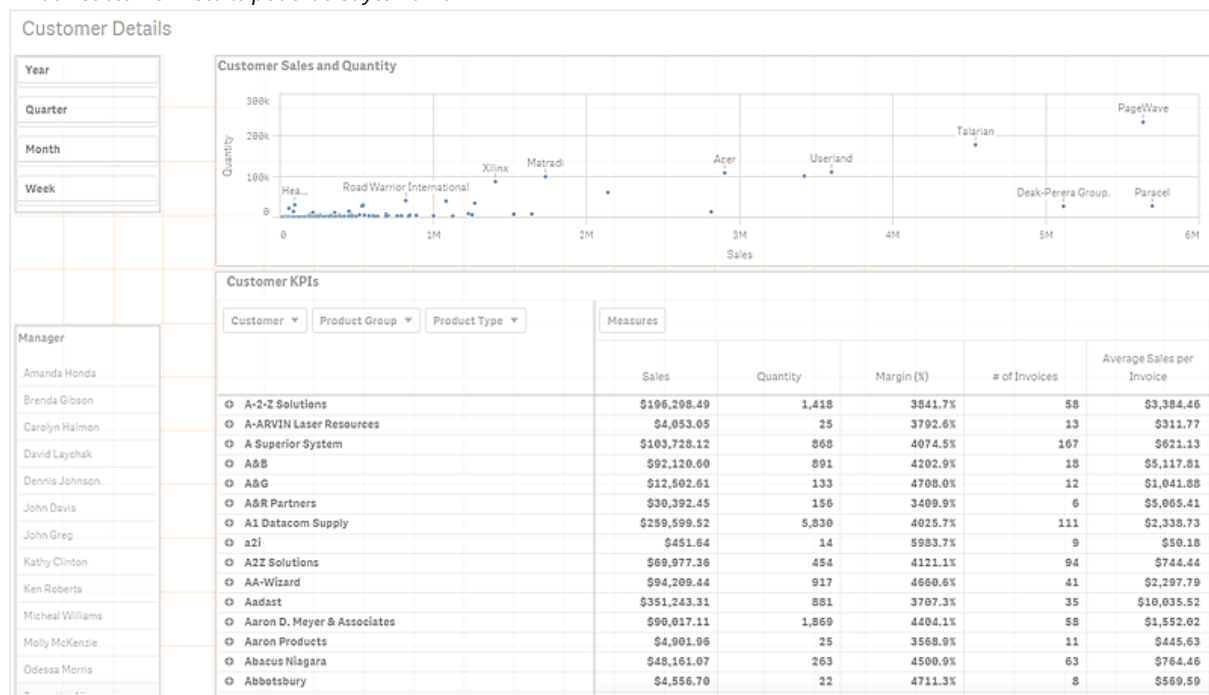 Customer Details
Year
Quarter
Month
Week
Customer Sales and Quantity
Quantity
300k
200k
100k
0
PageWave
Talarian
Acer
Userland
Xilinx
Matradi
Hea...
Road Warrior International
Deak-Perera Group.
Paracel
0 1M 2M 3M 4M 5M 6M
Sales
Manager
Amanda Honda
Brenda Gibson
Carolyn Halmon
David Laychak
Dennis Johnson
John Davis
John Greg
Kathy Clinton
Ken Roberts
Micheal Williams
Molly McKenzie
Odessa Morris
Customer KPIs
Customer Product Group Product Type Measures
Sales Quantity Margin (%) # of Invoices Average Sales per Invoice
A-2-Z Solutions $196,298.49 1,418 3841.7% 58 $3,384.46
A-ARVIN Laser Resources $4,053.05 25 3792.6% 13 $311.77
A Superior System $103,728.12 868 4074.5% 167 $621.13
A&B $92,120.60 891 4202.9% 18 $5,117.81
A&G $12,502.61 133 4708.0% 12 $1,041.88
A&R Partners $30,392.45 156 3409.9% 6 $5,065.41
A1 Datacom Supply $259,599.52 5,830 4025.7% 111 $2,338.73
a2i $451.64 14 5983.7% 9 $50.18
A2Z Solutions $69,977.36 454 4121.1% 94 $744.44
AA-Wizard $94,209.44 917 4660.6% 41 $2,297.79
Aadast $351,243.31 881 3707.3% 35 $10,035.52
Aaron D. Meyer & Associates $90,017.11 1,869 4404.1% 58 $1,552.02
Aaron Products $4,901.96 25 3568.9% 11 $445.63
Abacus Niagara $48,161.07 263 4500.9% 63 $764.46
Abbotsbury $4,556.70 22 4711.3% 8 $569.59